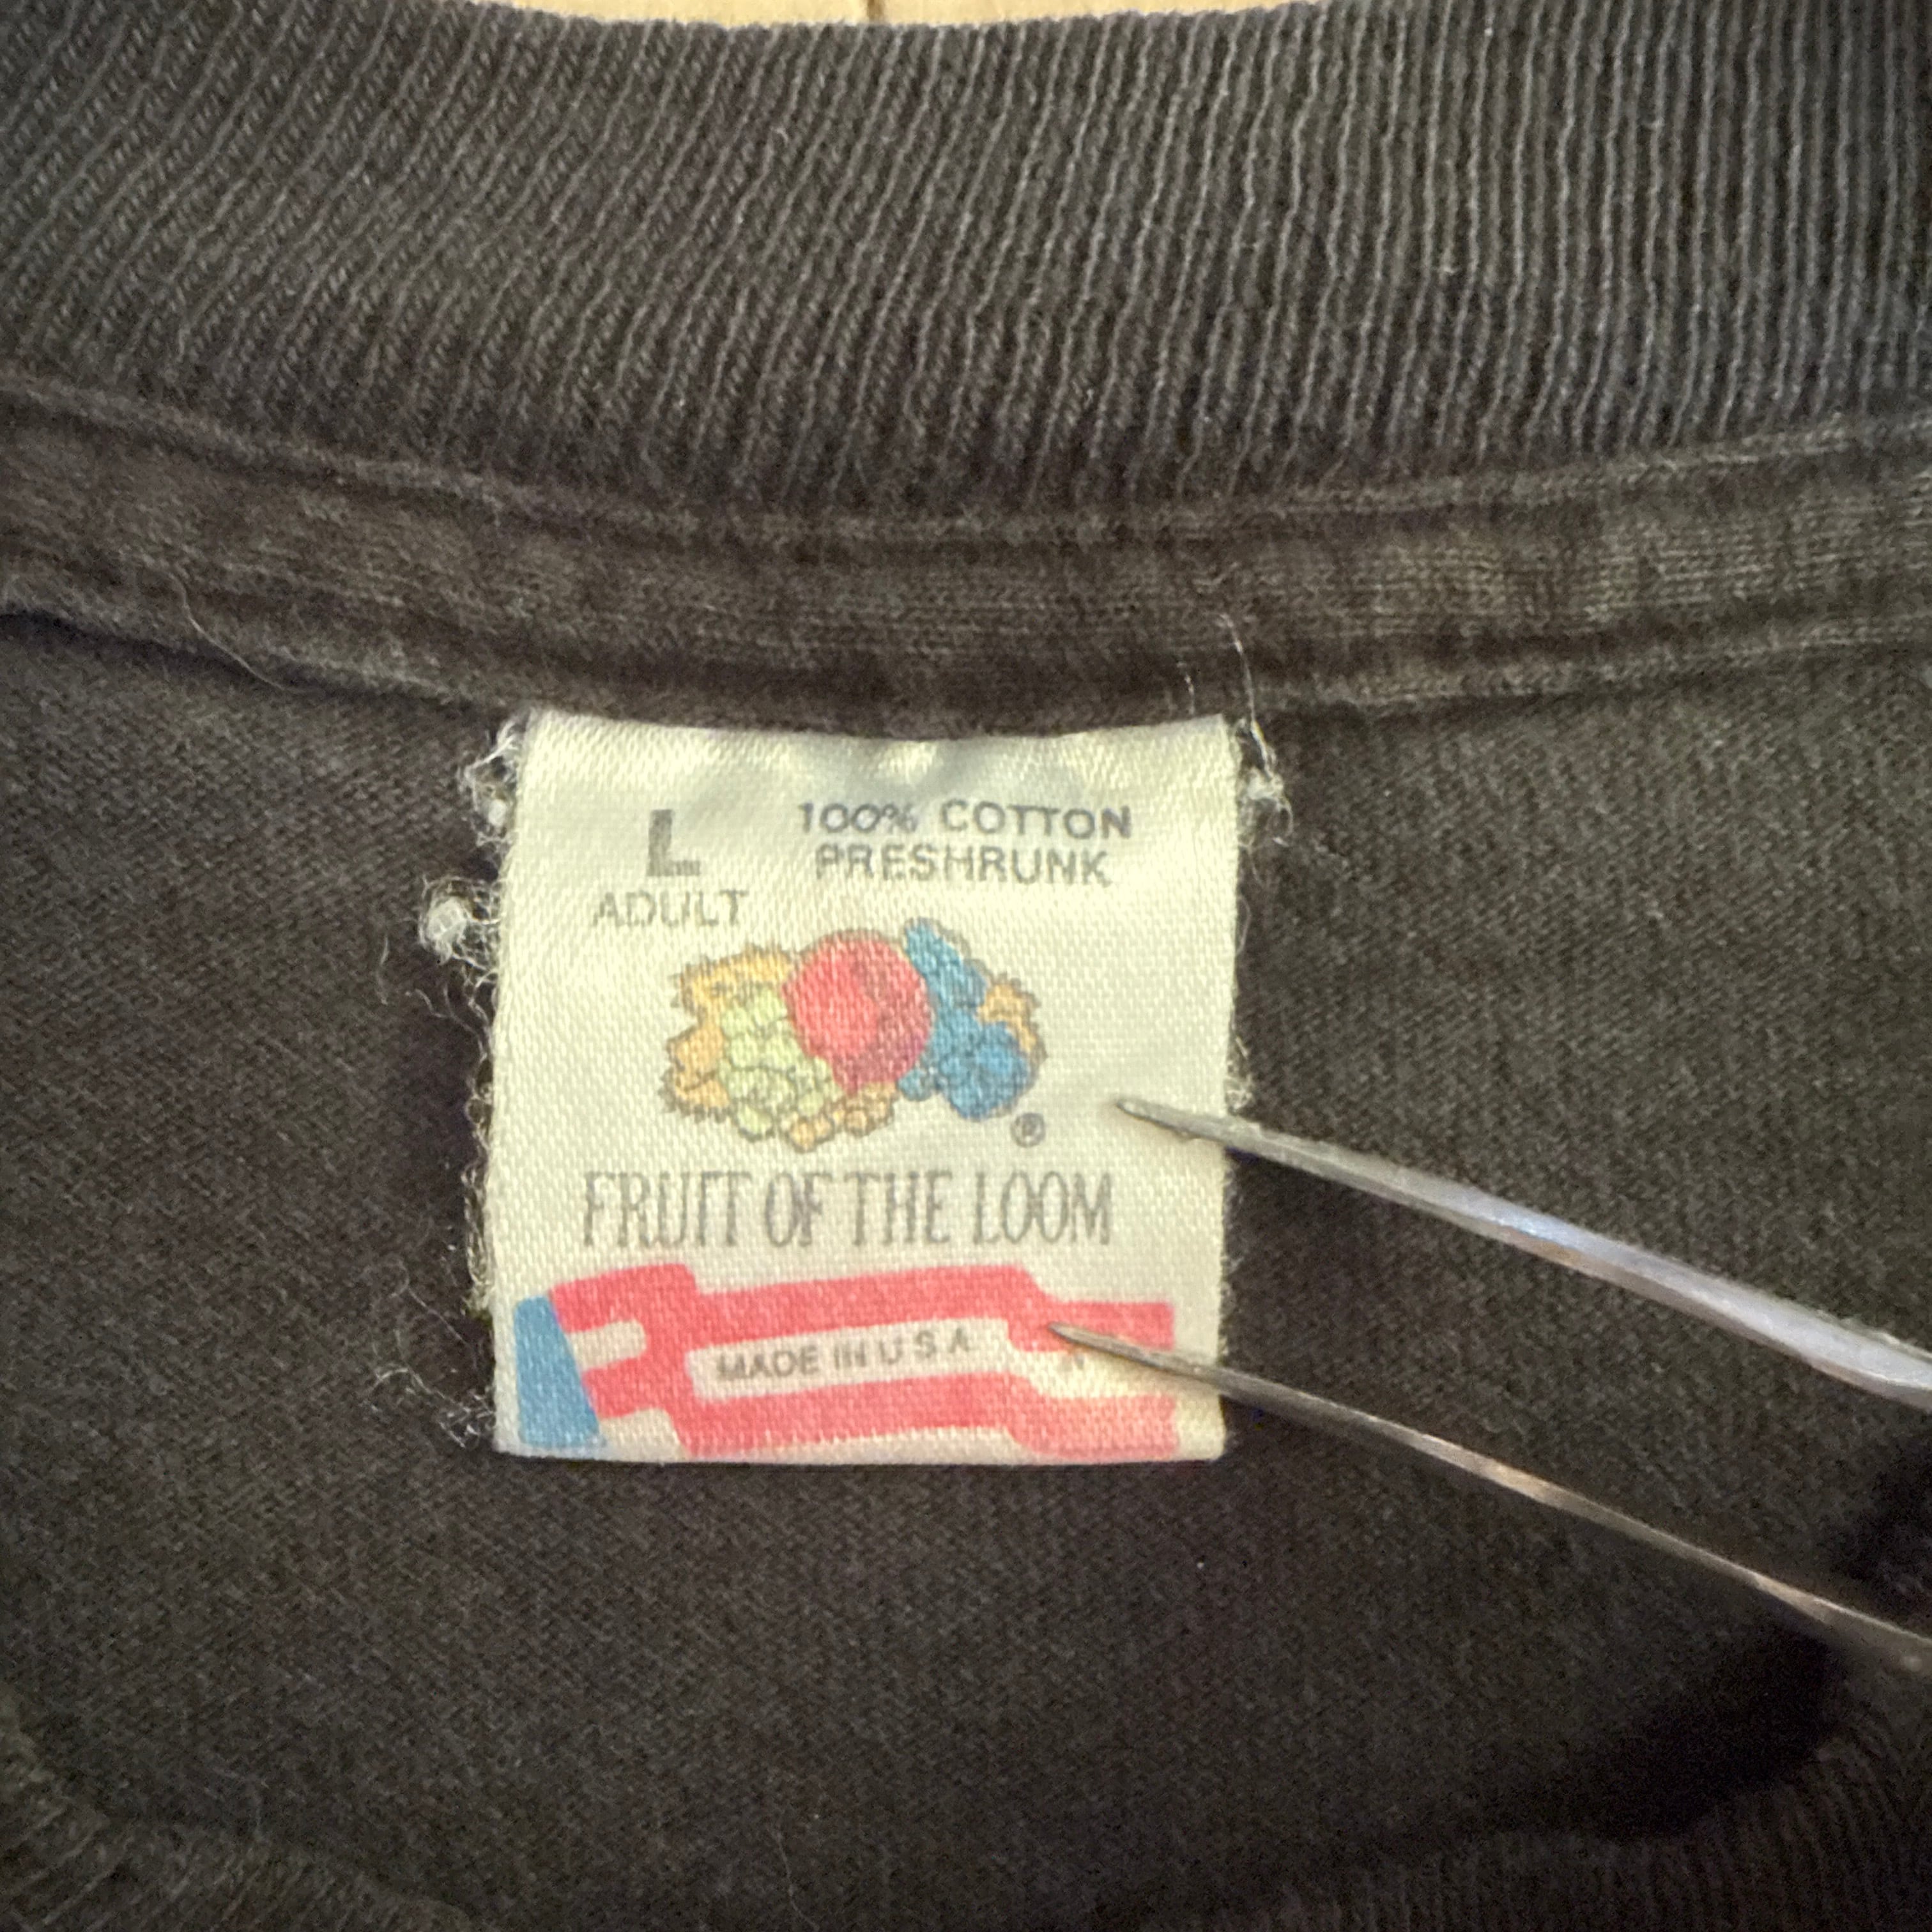 L
ADULT
100% COTTON
PRESHRUNK
®
FRUIT OF THE LOOM
MADE IN U S A